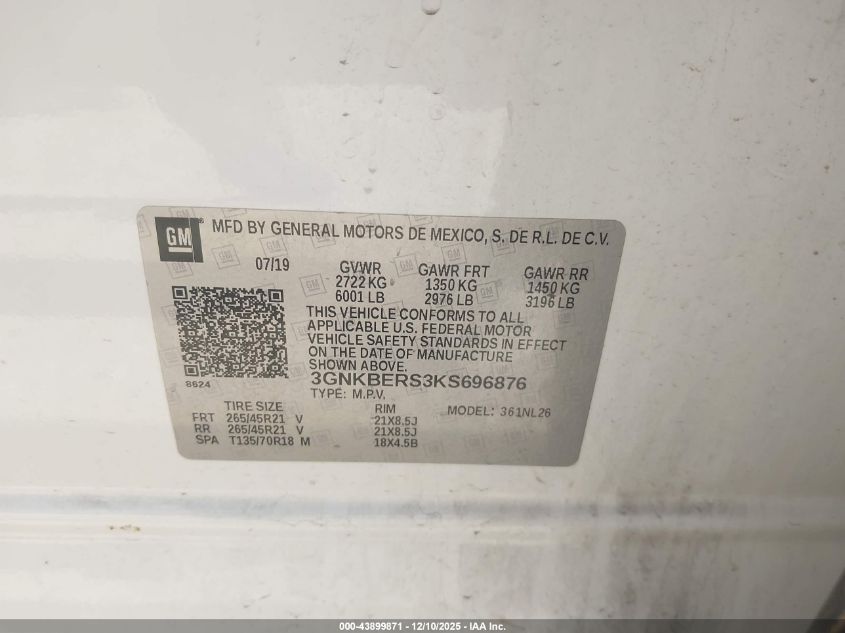 GM
MFD BY GENERAL MOTORS DE MEXICO, S. DE R.L. DE C.V.
07/19 GVWR GAWR FRT GAWR RR
2722 KG 1350 KG 1450 KG
6001 LB 2976 LB 3196 LB
THIS VEHICLE CONFORMS TO ALL
APPLICABLE U.S. FEDERAL MOTOR
VEHICLE SAFETY STANDARDS IN EFFECT
ON THE DATE OF MANUFACTURE
SHOWN ABOVE.
8624
3GNKBERS3KS696876
TYPE: M.P.V.
TIRE SIZE RIM MODEL: 361NL26
FRT 265/45R21 V 21X8.5J
RR 265/45R21 V 21X8.5J
SPA T135/70R18 M 18X4.5B
000-43899871 - 12/10/2025 - IAA Inc.